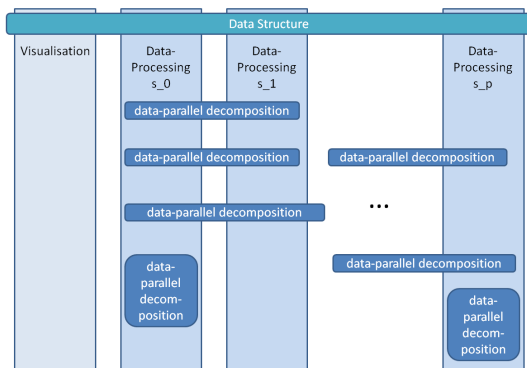 Data Structure
Visualisation
Data-
Processing
s_0
Data-
Processing
s_1
Data-
Processing
s_p
data-parallel decomposition
data-parallel decomposition
data-parallel decomposition
data-parallel decomposition
...
data-parallel decomposition
data-
parallel
decom-
position
data-
parallel
decom-
position